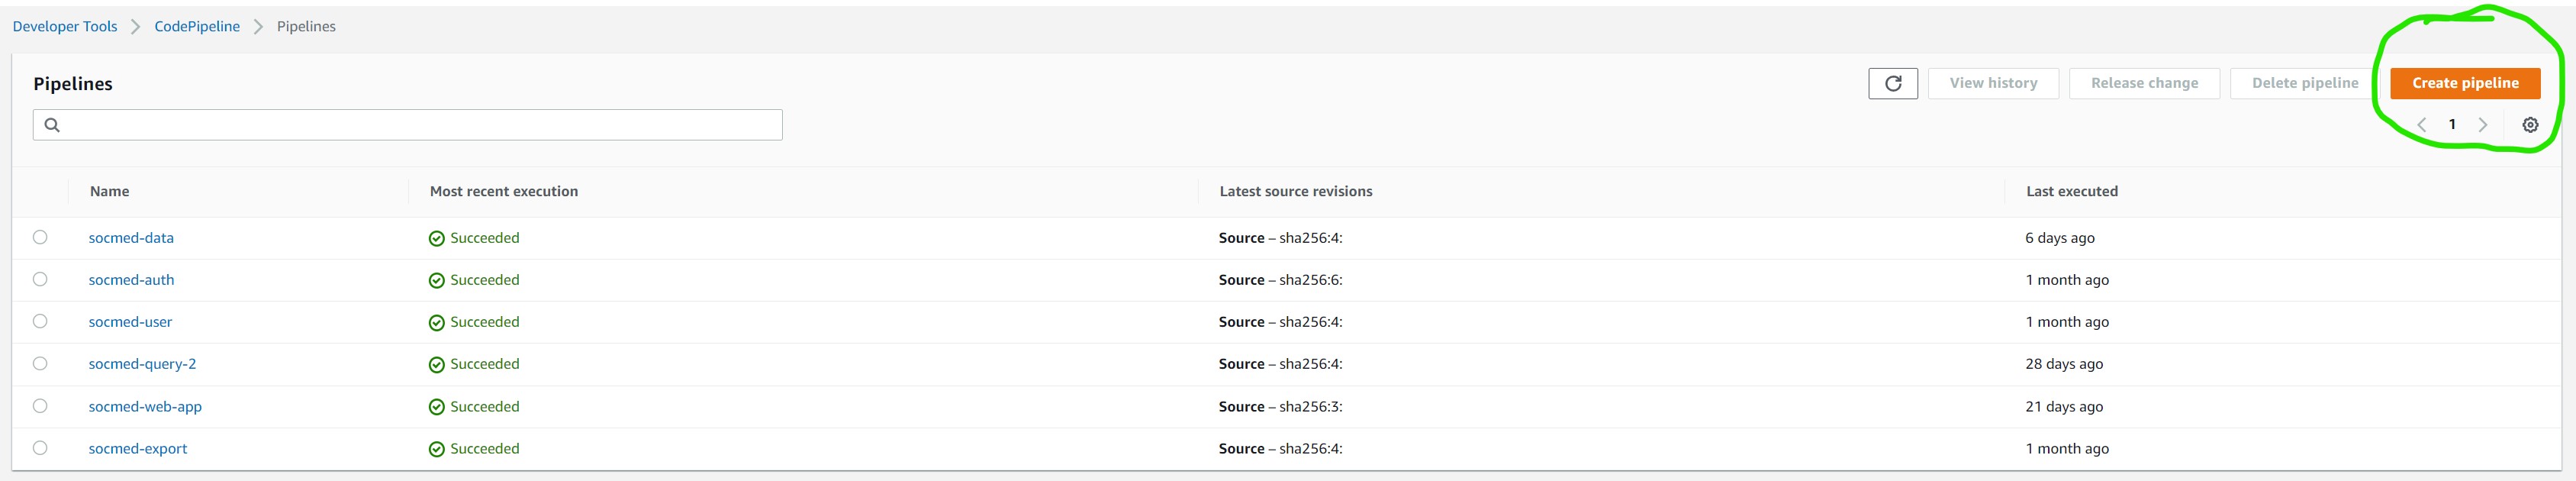 Developer Tools > CodePipeline > Pipelines
Pipelines
View history Release change Delete pipeline Create pipeline
< 1 >
Name Most recent execution Latest source revisions Last executed
socmed-data Succeeded Source – sha256:4: 6 days ago
socmed-auth Succeeded Source – sha256:6: 1 month ago
socmed-user Succeeded Source – sha256:4: 1 month ago
socmed-query-2 Succeeded Source – sha256:4: 28 days ago
socmed-web-app Succeeded Source – sha256:3: 21 days ago
socmed-export Succeeded Source – sha256:4: 1 month ago